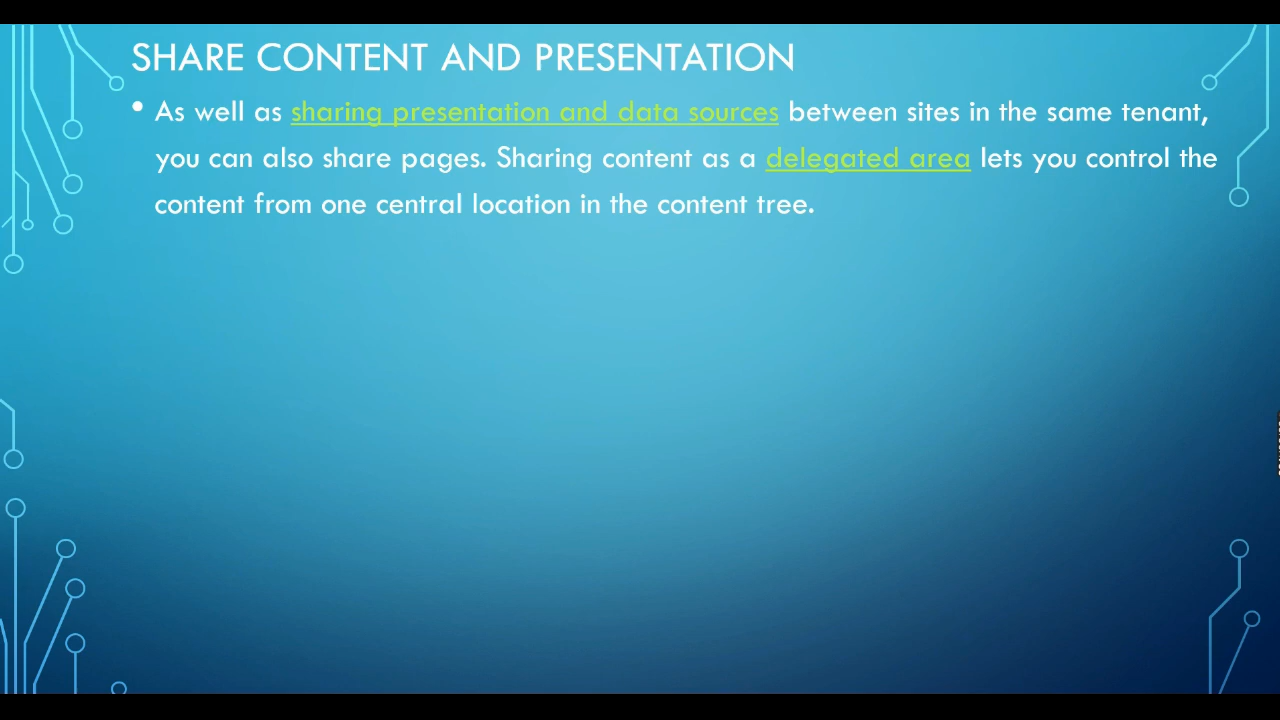 SHARE CONTENT AND PRESENTATION
• As well as sharing presentation and data sources between sites in the same tenant,
you can also share pages. Sharing content as a delegated area lets you control the
content from one central location in the content tree.